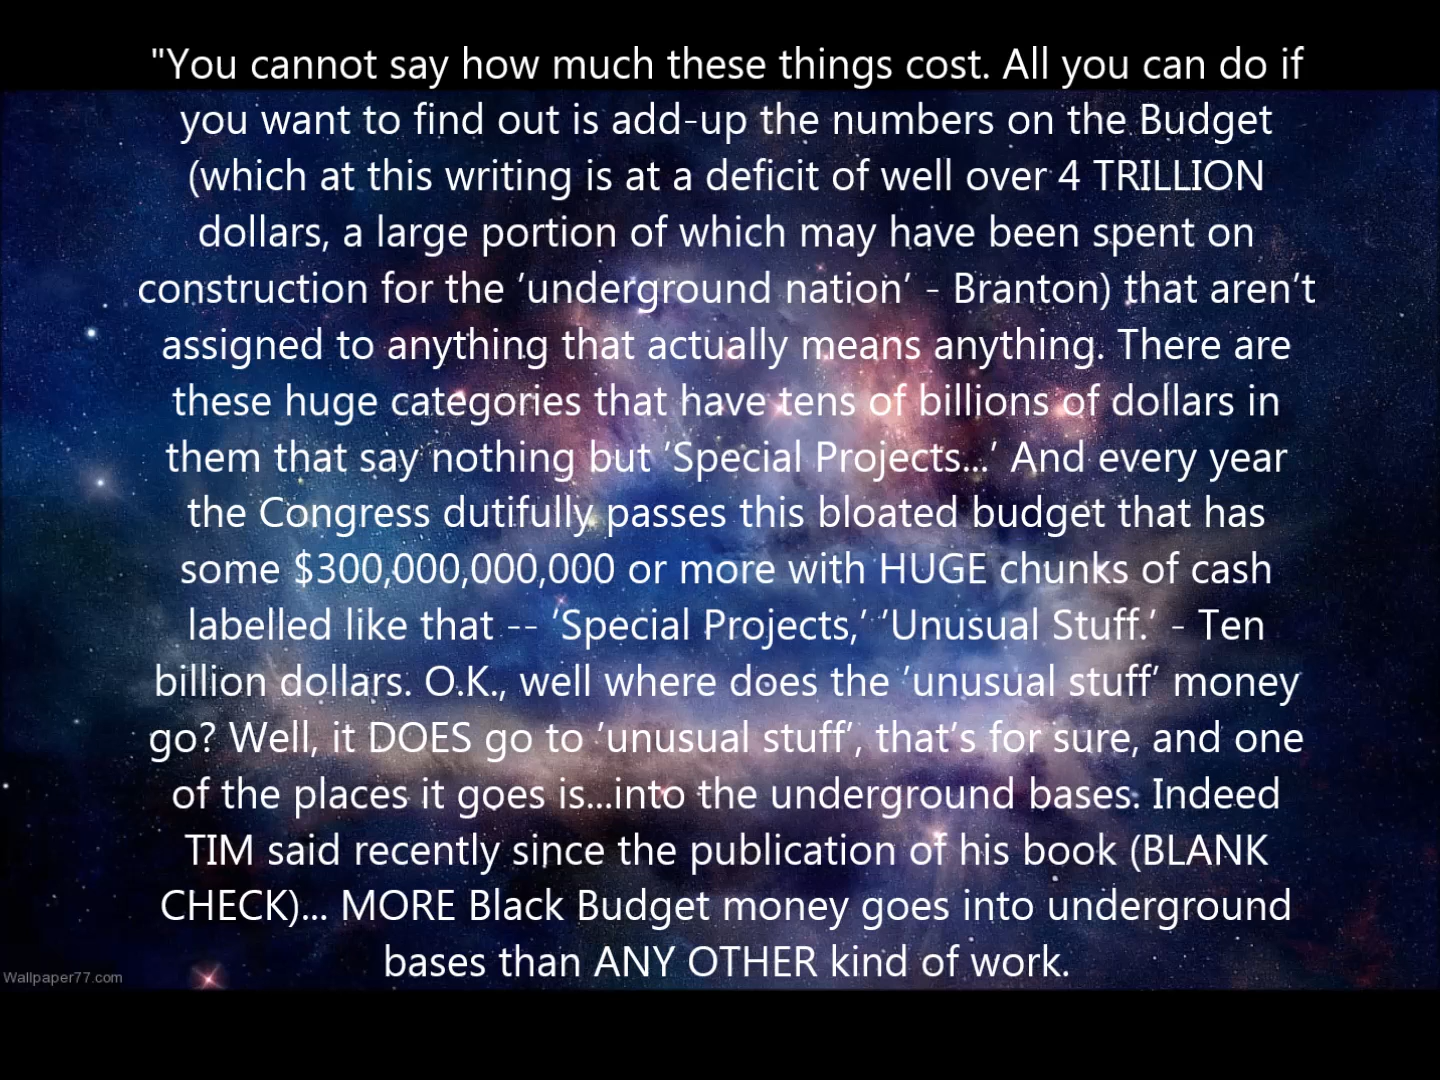 "You cannot say how much these things cost. All you can do if
you want to find out is add-up the numbers on the Budget
(which at this writing is at a deficit of well over 4 TRILLION
dollars, a large portion of which may have been spent on
construction for the ‘underground nation’ - Branton) that aren’t
assigned to anything that actually means anything. There are
these huge categories that have tens of billions of dollars in
them that say nothing but ‘Special Projects...’ And every year
the Congress dutifully passes this bloated budget that has
some $300,000,000,000 or more with HUGE chunks of cash
labelled like that -- ‘Special Projects,’ ‘Unusual Stuff.’ - Ten
billion dollars. O.K., well where does the ‘unusual stuff’ money
go? Well, it DOES go to ‘unusual stuff’, that’s for sure, and one
of the places it goes is...into the underground bases. Indeed
TIM said recently since the publication of his book (BLANK
CHECK)... MORE Black Budget money goes into underground
bases than ANY OTHER kind of work.
Wallpaper77.com